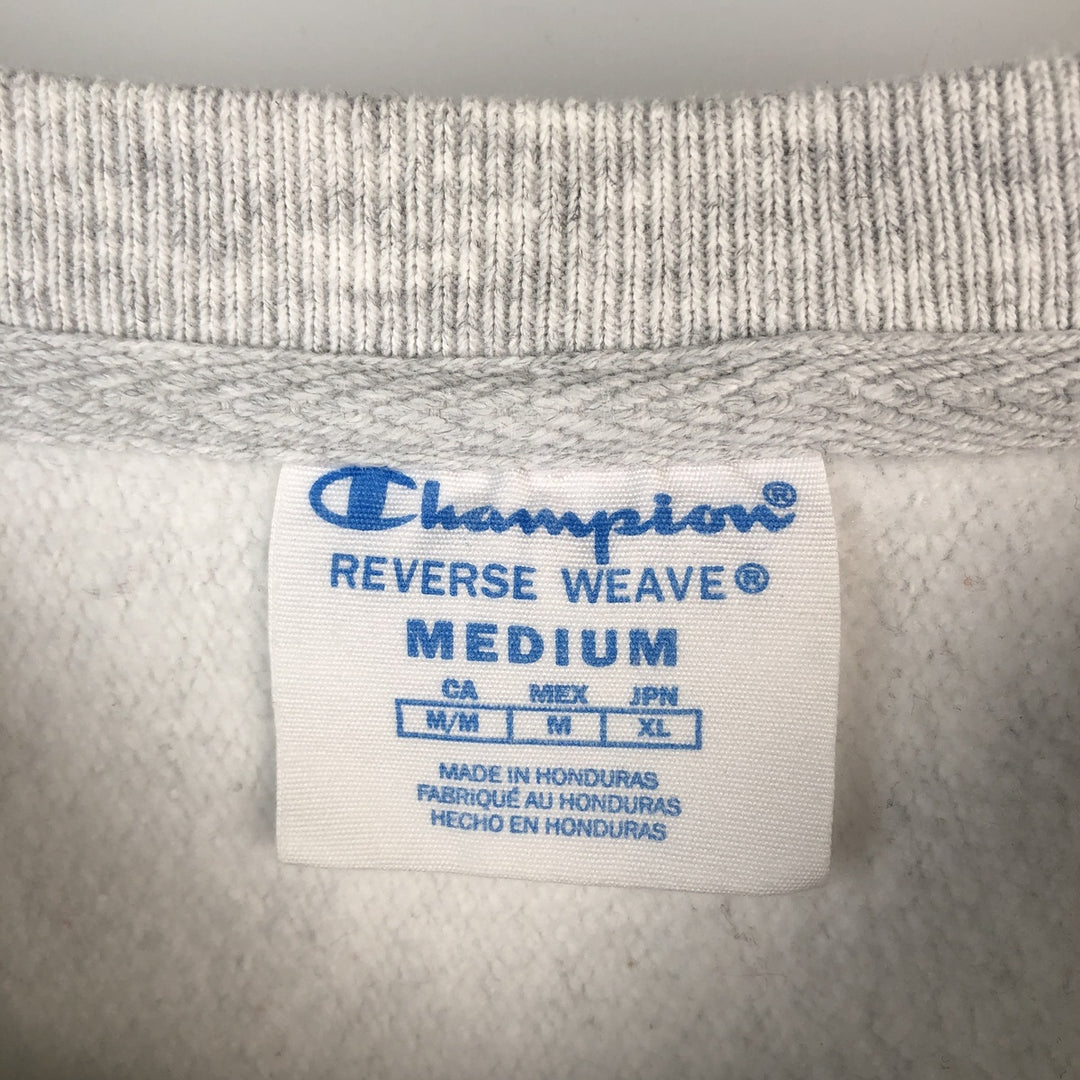 Champion®
REVERSE WEAVE®
MEDIUM
CA MEX JPN
M/M M XL
MADE IN HONDURAS
FABRIQUÉ AU HONDURAS
HECHO EN HONDURAS